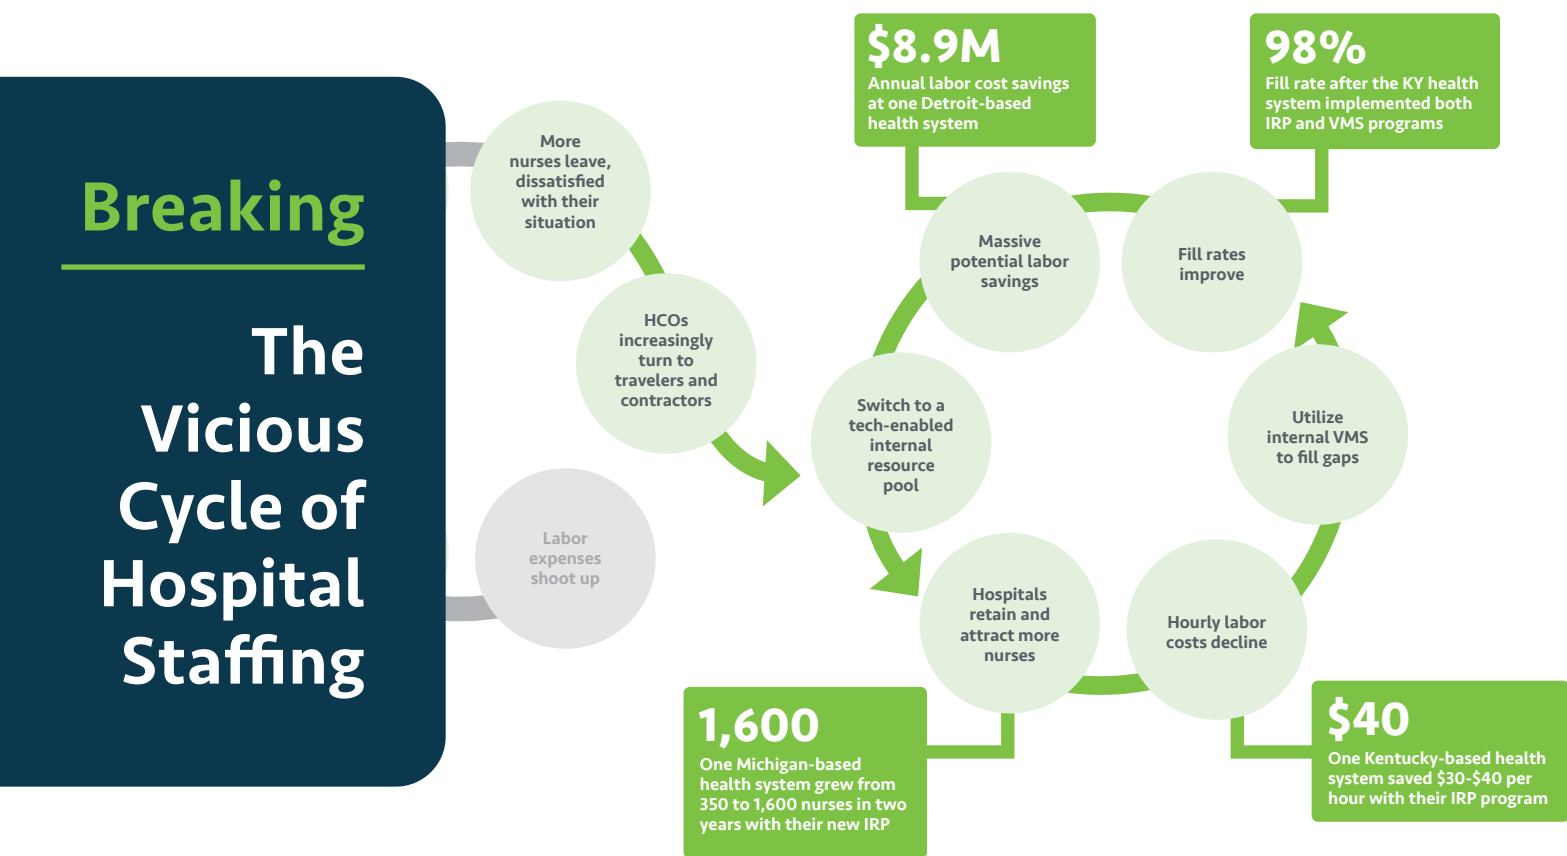 Breaking
The
Vicious
Cycle of
Hospital
Staffing
More
nurses leave,
dissatisfied
with their
situation
HCOs
increasingly
turn to
travelers and
contractors
Labor
expenses
shoot up
$8.9M
Annual labor cost savings
at one Detroit-based
health system
98%
Fill rate after the KY health
system implemented both
IRP and VMS programs
Massive
potential labor
savings
Fill rates
improve
Switch to a
tech-enabled
internal
resource
pool
Utilize
internal VMS
to fill gaps
Hospitals
retain and
attract more
nurses
Hourly labor
costs decline
1,600
One Michigan-based
health system grew from
350 to 1,600 nurses in two
years with their new IRP
$40
One Kentucky-based health
system saved $30-$40 per
hour with their IRP program